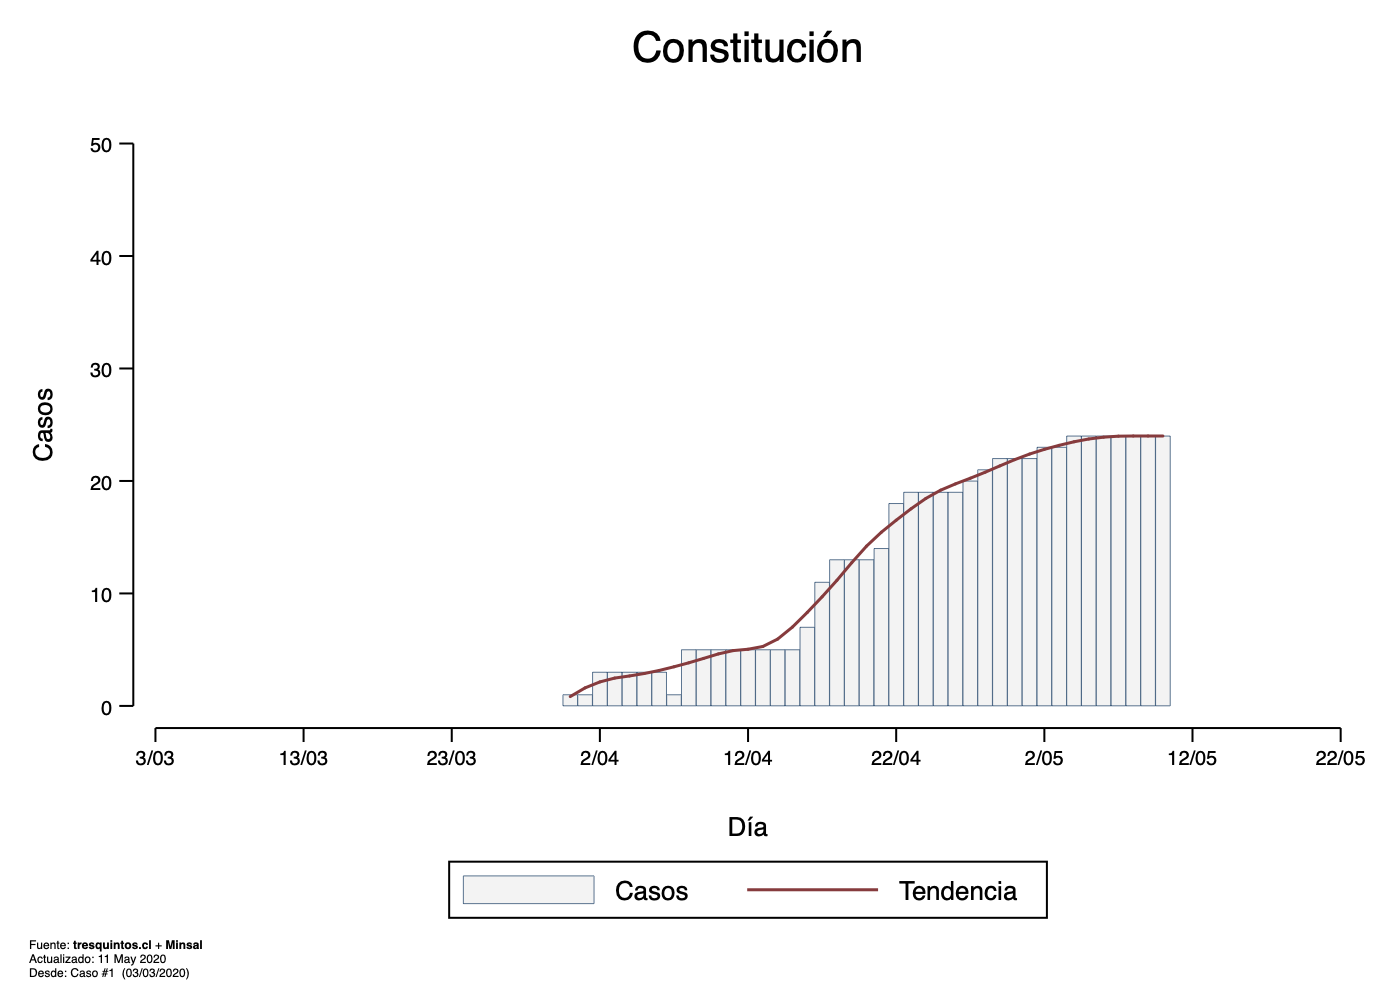 Constitución
50
40
30
20
10
0
Casos
3/03 13/03 23/03 2/04 12/04 22/04 2/05 12/05 22/05
Día
Casos Tendencia
Fuente: tresquintos.cl + Minsal
Actualizado: 11 May 2020
Desde: Caso #1 (03/03/2020)